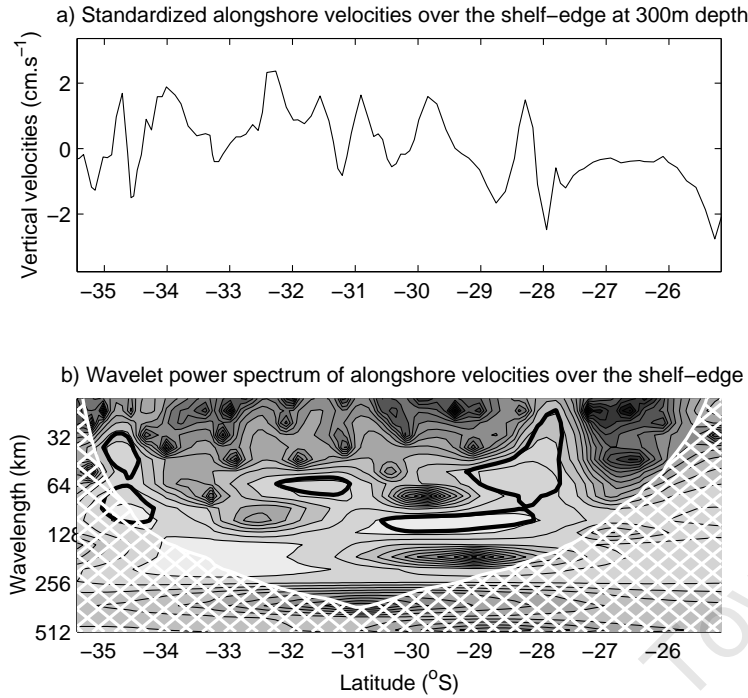 a) Standardized alongshore velocities over the shelf−edge at 300m depth
Vertical velocities (cm.s⁻¹)
2
0
−2
−35 −34 −33 −32 −31 −30 −29 −28 −27 −26
b) Wavelet power spectrum of alongshore velocities over the shelf−edge
Wavelength (km)
32
64
128
256
512
−35 −34 −33 −32 −31 −30 −29 −28 −27 −26
Latitude (°S)